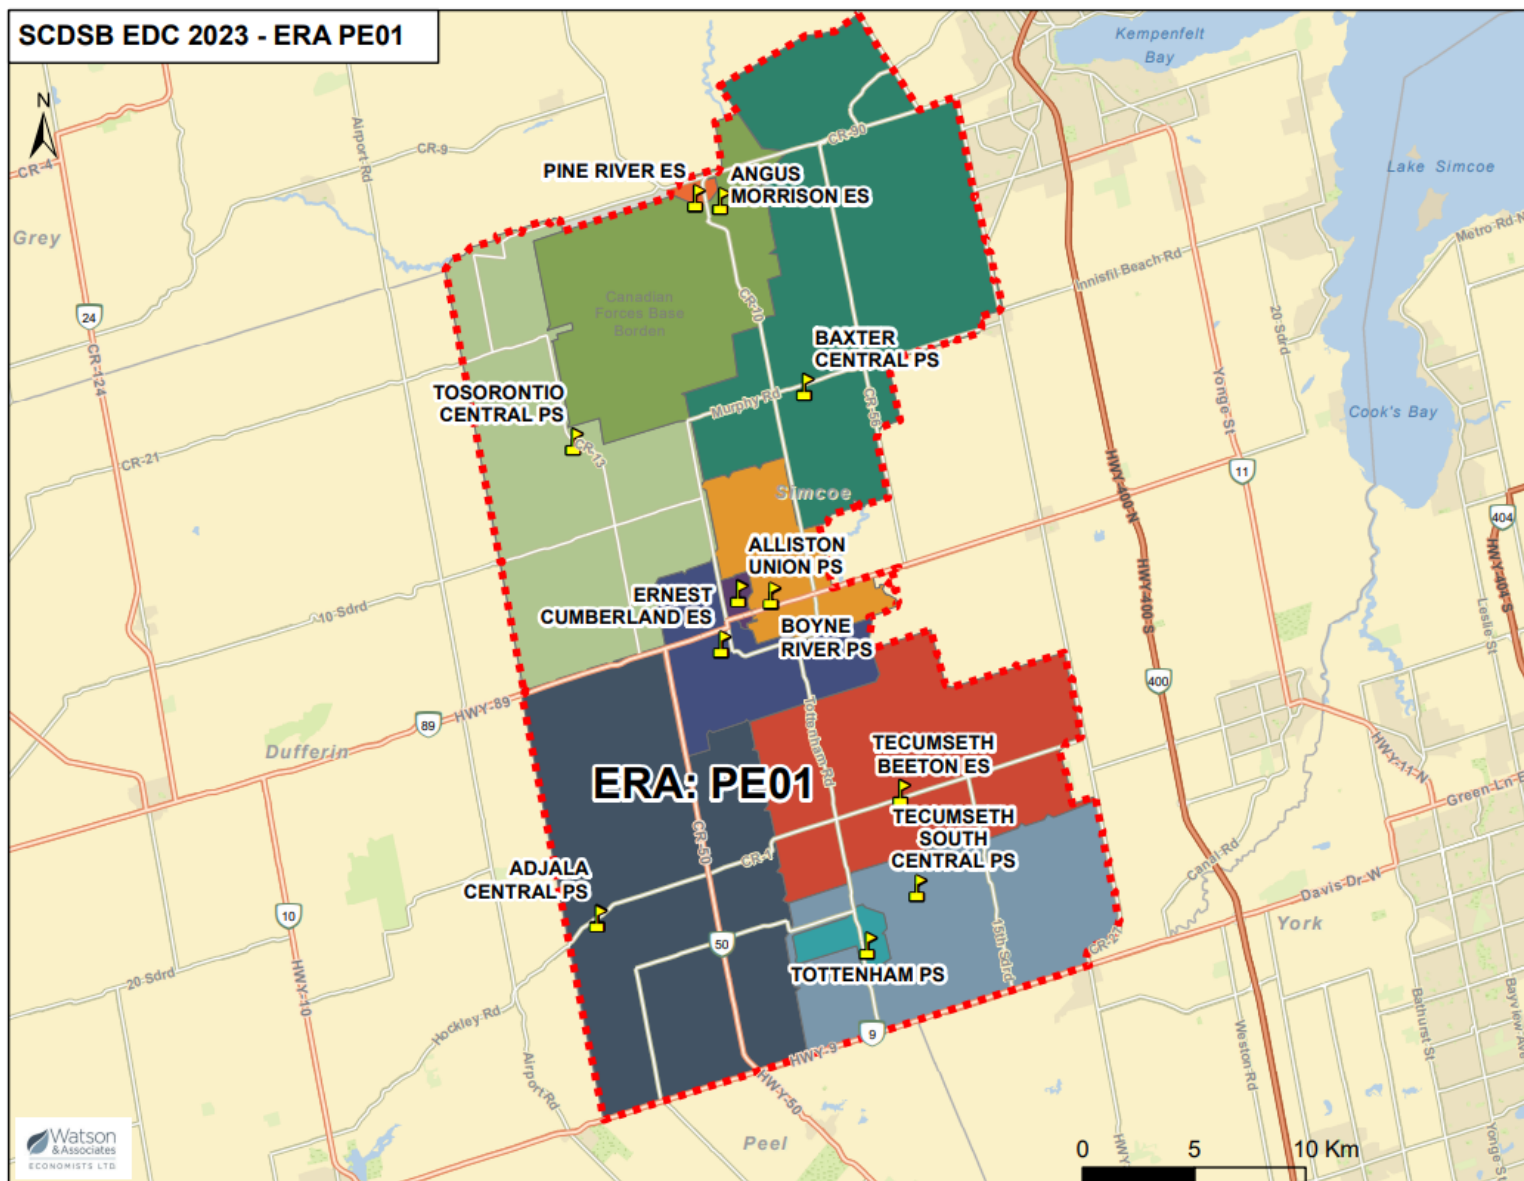 SCDSB EDC 2023 - ERA PE01
Kempenfelt
Bay
N
Airport Rd
CR-9
CR-4
CR-90
Lake Simcoe
PINE RIVER ES
ANGUS
MORRISON ES
Metro Rd N
Grey
Innisfil Beach Rd
Canadian
Forces Base
Borden
CR-10
24
20 Sdrd
BAXTER
CENTRAL PS
CR-124
TOSORONTIO
CENTRAL PS
Murphy Rd
CR-56
Yonge St
Cook's Bay
CR-13
CR-21
HWY-400 N
11
Simcoe
404
ALLISTON
UNION PS
HWY-404 S
ERNEST
CUMBERLAND ES
HWY-400 S
10 Sdrd
BOYNE
RIVER PS
Leslie St
400
HWY-89
89
Tottenham Rd
Dufferin
TECUMSETH
BEETON ES
HWY-11 N
ERA: PE01
Green Ln E
TECUMSETH
SOUTH
CENTRAL PS
CR-50
CR-1
Canal Rd
ADJALA
CENTRAL PS
Davis Dr W
10
York
50
15th Sdrd
CR-27
TOTTENHAM PS
20 Sdrd
HWY-10
Hockley Rd
9
Bathurst St
Bayview Ave
HWY-9
Airport Rd
Weston Rd
HWY-50
Watson
& Associates
ECONOMISTS LTD.
Peel
HWY
Yonge St
0 5 10 Km